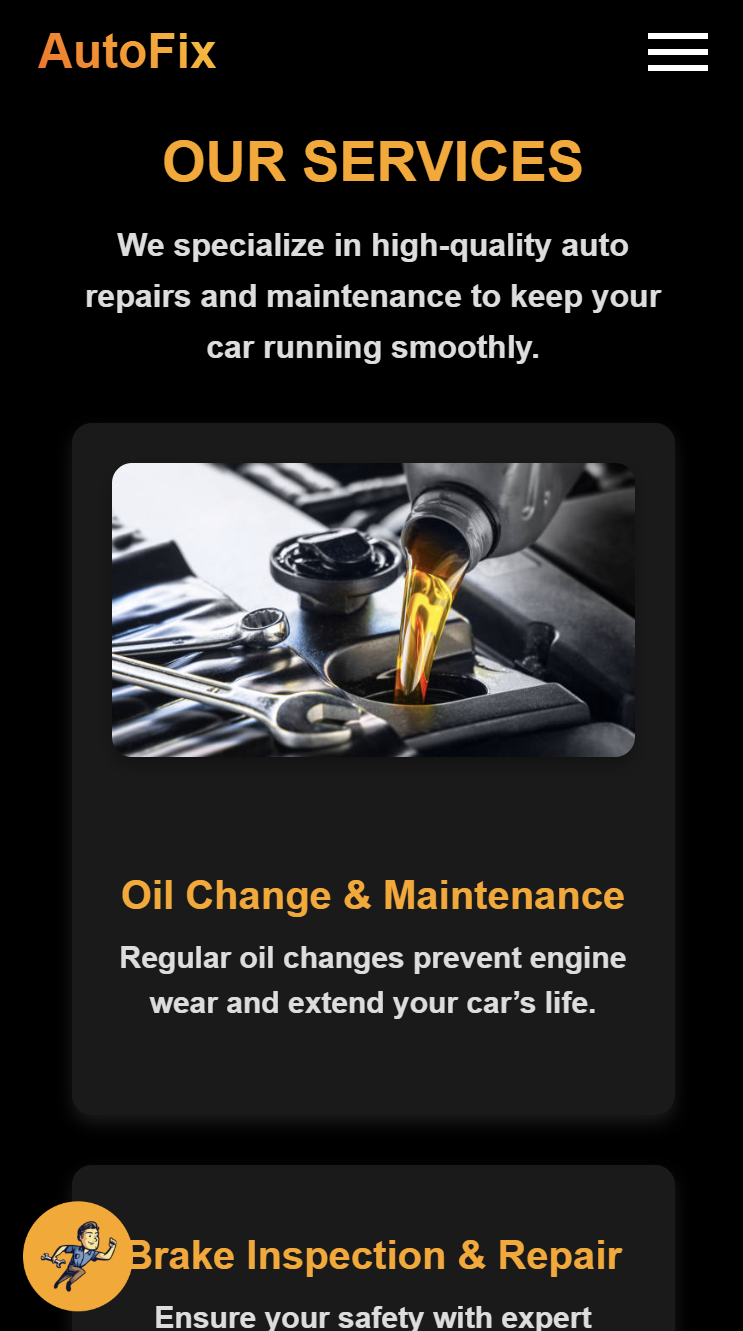 AutoFix
OUR SERVICES
We specialize in high-quality auto
repairs and maintenance to keep your
car running smoothly.
Oil Change & Maintenance
Regular oil changes prevent engine
wear and extend your car’s life.
Brake Inspection & Repair
Ensure your safety with expert